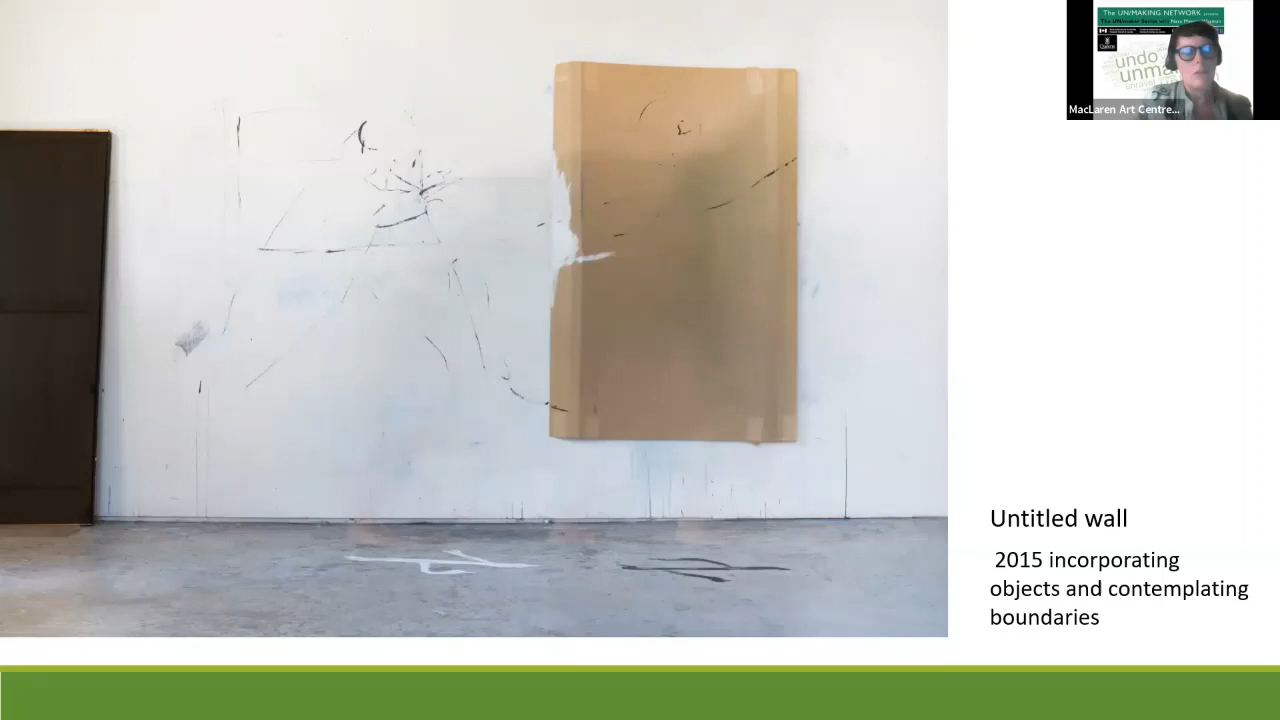 The UN/MAKING NETWORK
undo
unma
MacLaren Art Centre...
Untitled wall
2015 incorporating
objects and contemplating
boundaries